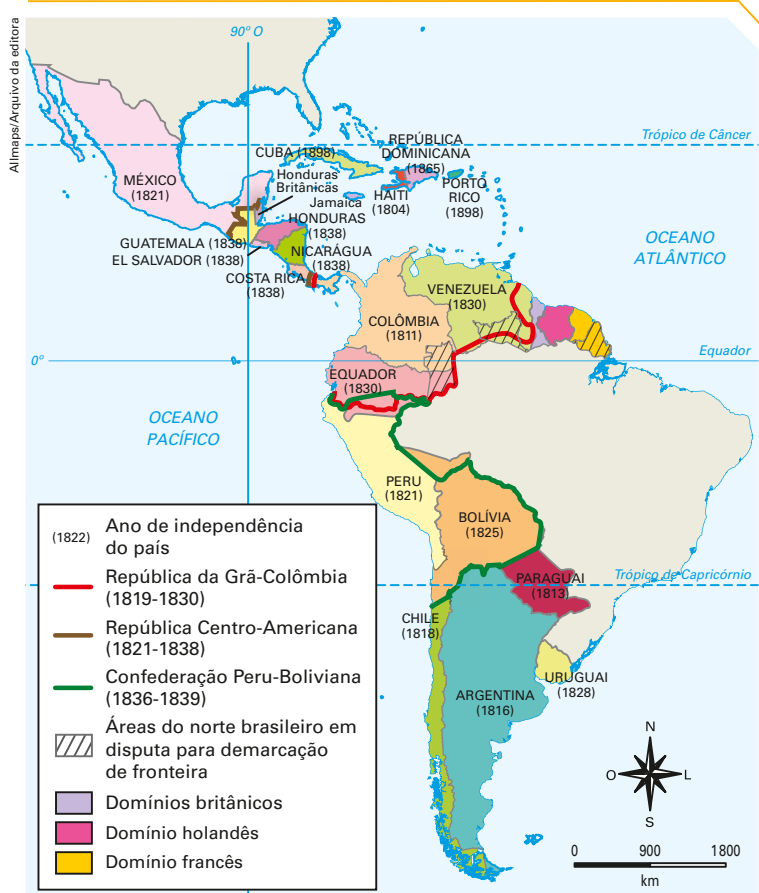 Allmaps/Arquivo da editora
90° O
Trópico de Câncer
CUBA (1898)
REPÚBLICA
DOMINICANA
(1865)
MÉXICO
(1821)
Honduras
Britânicas
Jamaica
HAITI
(1804)
PORTO
RICO
(1898)
HONDURAS
(1838)
GUATEMALA (1838)
EL SALVADOR (1838)
NICARÁGUA
(1838)
COSTA RICA
(1838)
OCEANO
ATLÂNTICO
VENEZUELA
(1830)
COLÔMBIA
(1811)
0°
Equador
EQUADOR
(1830)
OCEANO
PACÍFICO
PERU
(1821)
BOLÍVIA
(1825)
Trópico de Capricórnio
PARAGUAI
(1813)
CHILE
(1818)
URUGUAI
(1828)
ARGENTINA
(1816)
(1822)
Ano de independência
do país
República da Grã-Colômbia
(1819-1830)
República Centro-Americana
(1821-1838)
Confederação Peru-Boliviana
(1836-1839)
Áreas do norte brasileiro em
disputa para demarcação
de fronteira
Domínios britânicos
Domínio holandês
Domínio francês
N
O
L
S
0 900 1800
km